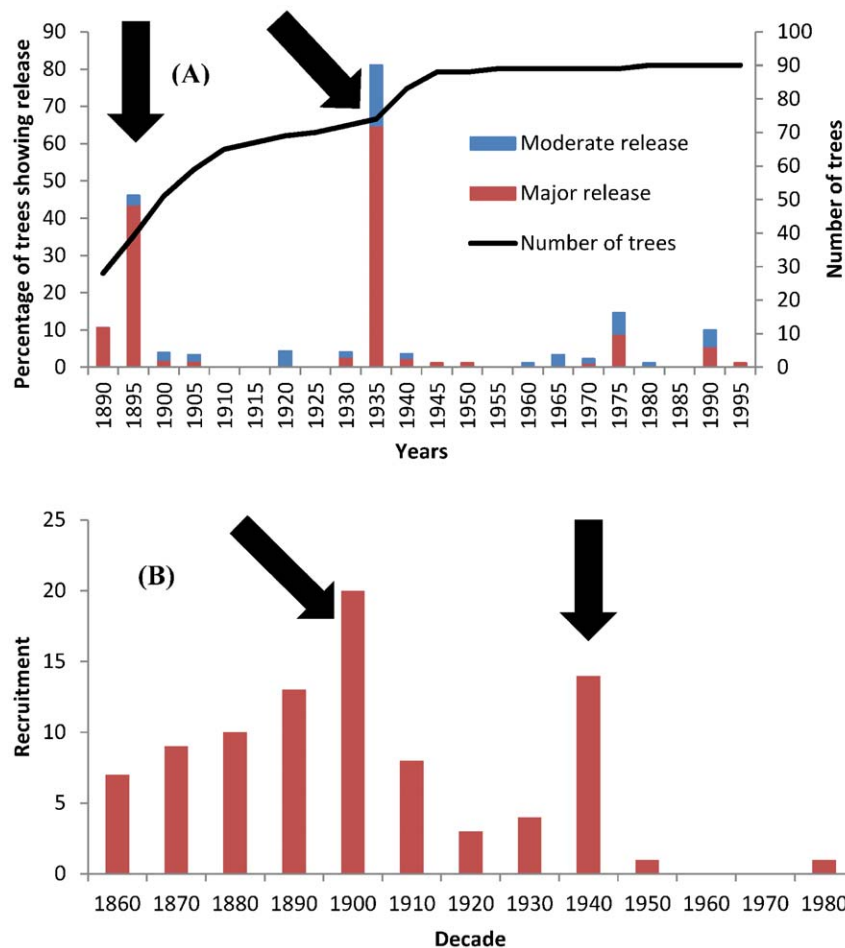 (A)
Percentage of trees showing release
90
80
70
60
50
40
30
20
10
0
Number of trees
100
90
80
70
60
50
40
30
20
10
0
Moderate release
Major release
Number of trees
1890 1895 1900 1905 1910 1915 1920 1925 1930 1935 1940 1945 1950 1955 1960 1965 1970 1975 1980 1985 1990 1995
Years
(B)
Recruitment
25
20
15
10
5
0
1860 1870 1880 1890 1900 1910 1920 1930 1940 1950 1960 1970 1980
Decade